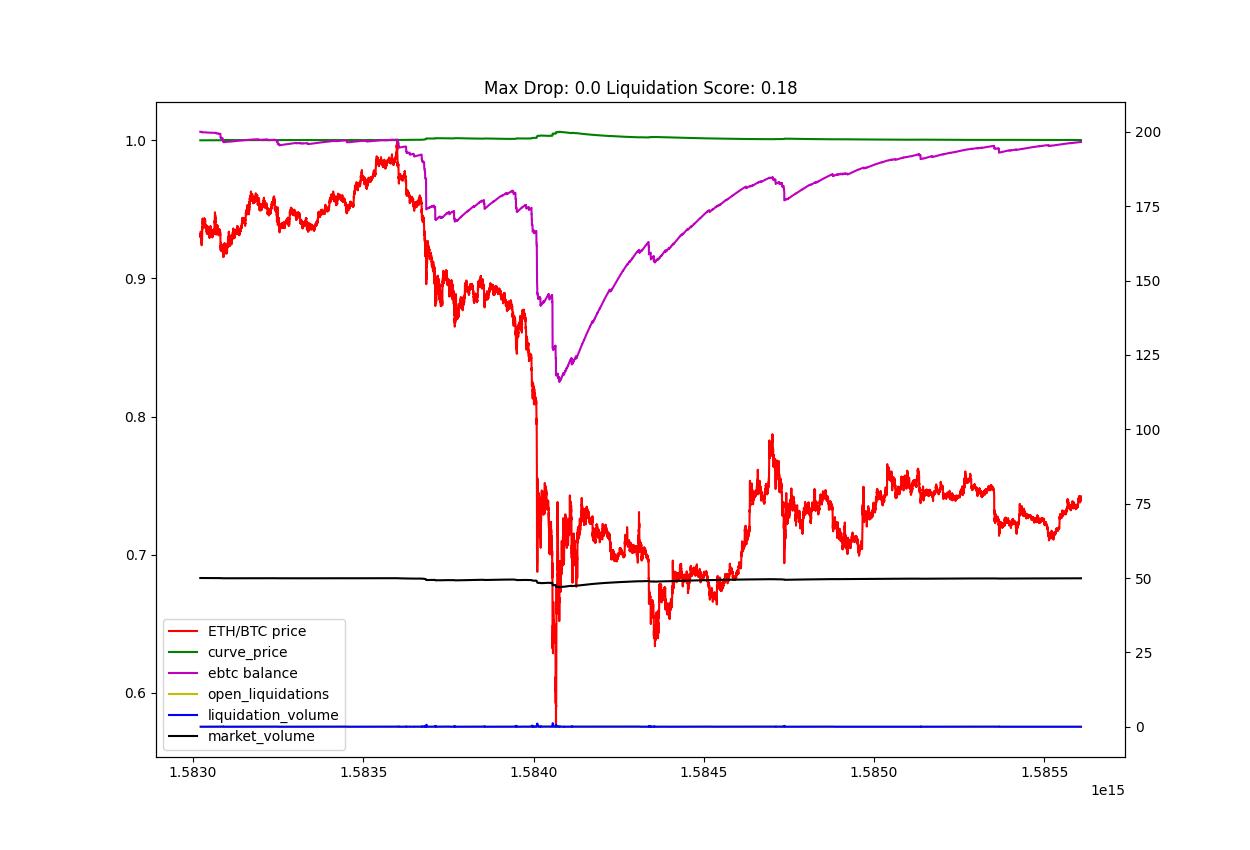 Max Drop: 0.0 Liquidation Score: 0.18
1.0
0.9
0.8
0.7
0.6
200
175
150
125
100
75
50
25
0
ETH/BTC price
curve_price
ebtc balance
open_liquidations
liquidation_volume
market_volume
1.5830 1.5835 1.5840 1.5845 1.5850 1.5855
1e15